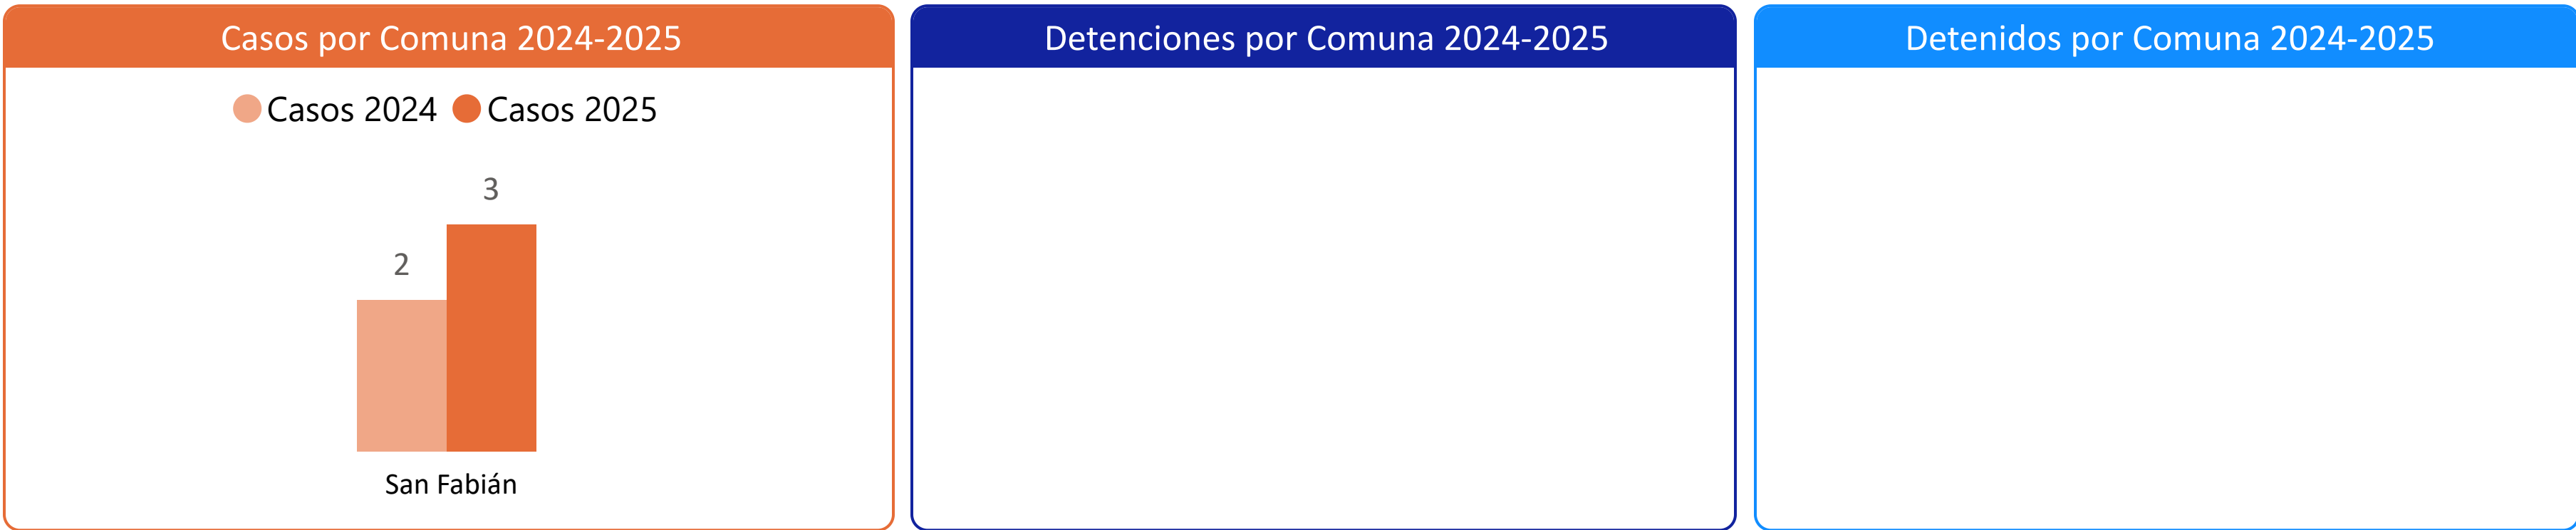 Casos por Comuna 2024-2025
Casos 2024 Casos 2025
3
2
San Fabián
Detenciones por Comuna 2024-2025
Detenidos por Comuna 2024-2025